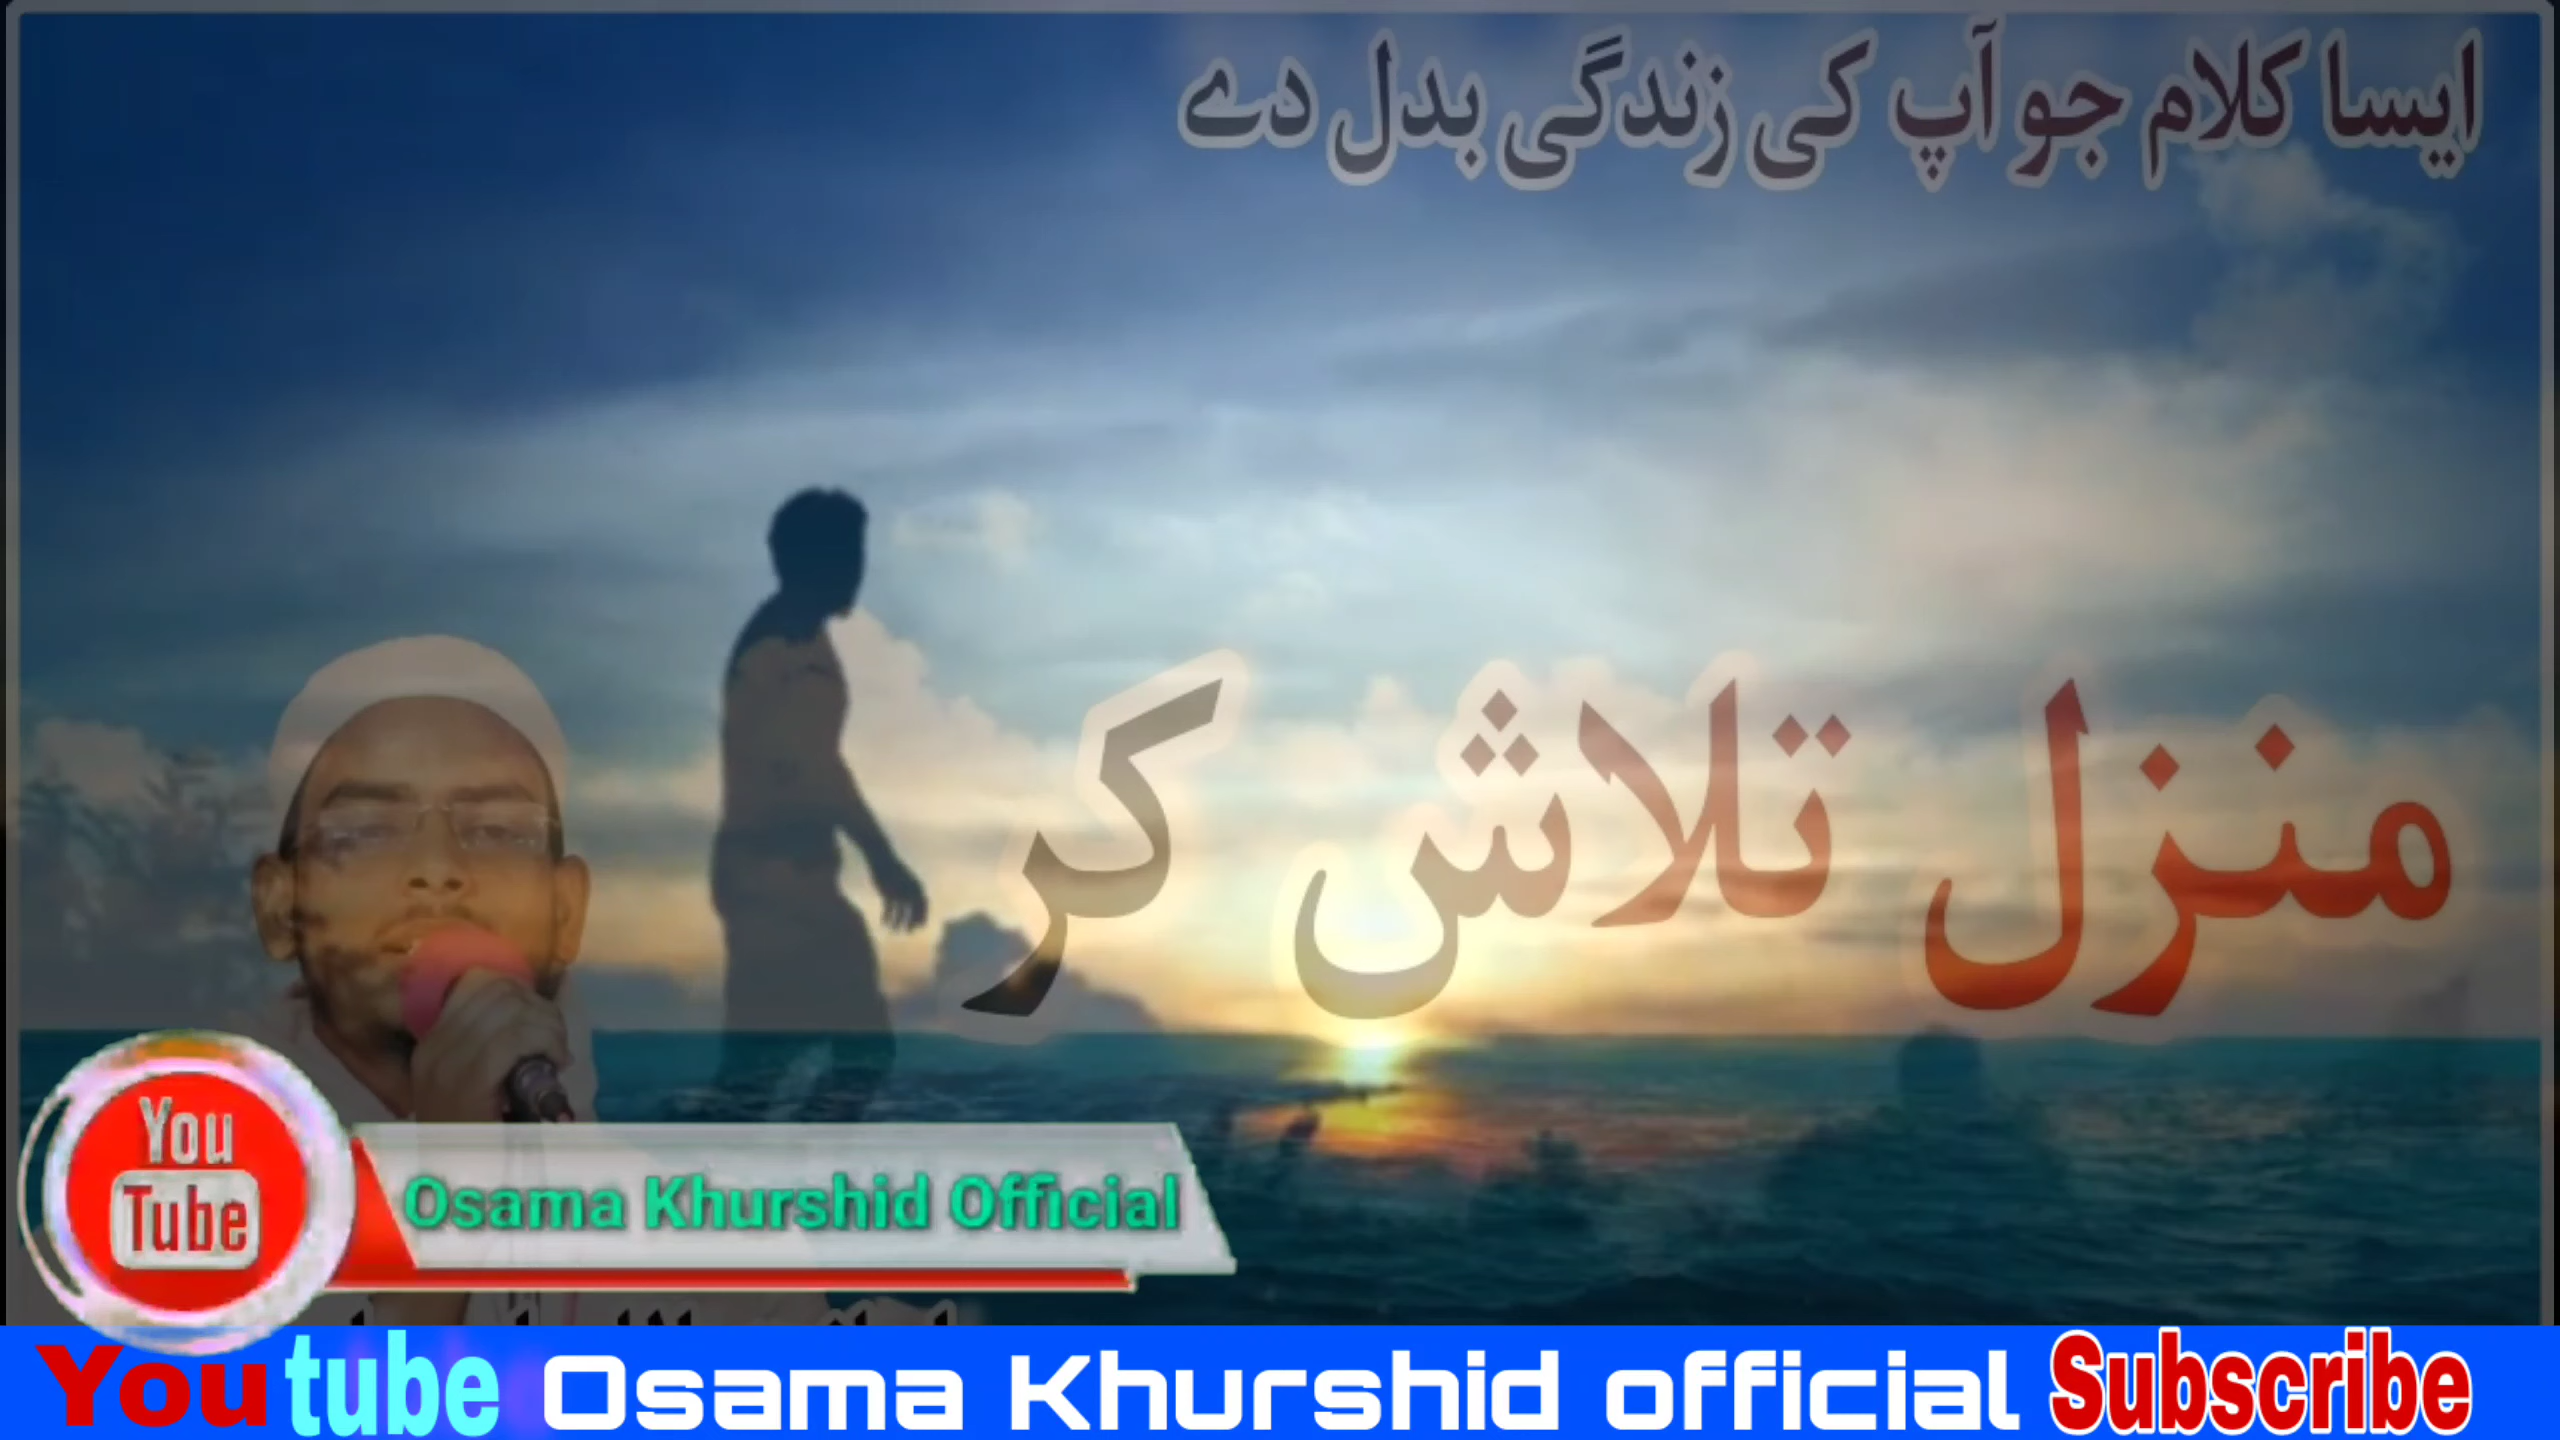 ایسا کلام جو آپ کی زندگی بدل دے
منزل تلاش کر
You
Tube
Osama Khurshid Official
Youtube Osama Khurshid official Subscribe